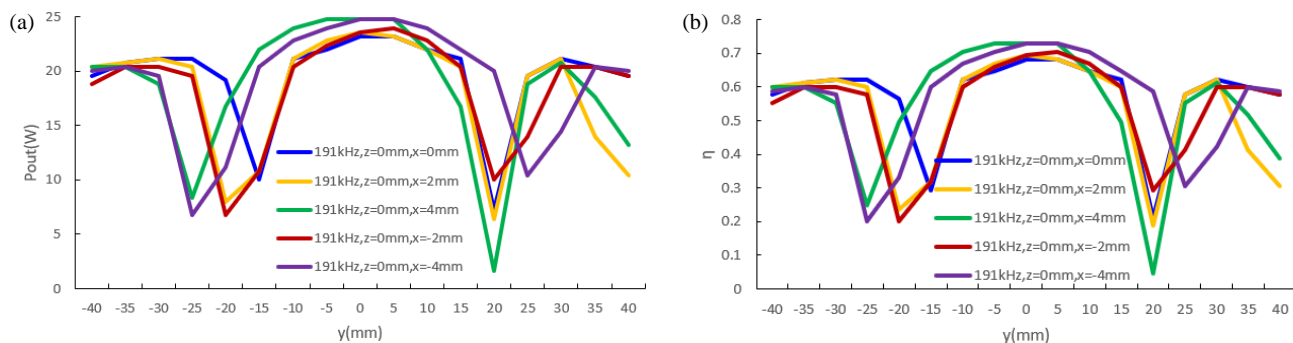 (a)
Pout(W)
25
20
15
10
5
0
191kHz,z=0mm,x=0mm
191kHz,z=0mm,x=2mm
191kHz,z=0mm,x=4mm
191kHz,z=0mm,x=-2mm
191kHz,z=0mm,x=-4mm
-40 -35 -30 -25 -20 -15 -10 -5 0 5 10 15 20 25 30 35 40
y(mm)
(b)
η
0.8
0.7
0.6
0.5
0.4
0.3
0.2
0.1
0
191kHz,z=0mm,x=0mm
191kHz,z=0mm,x=2mm
191kHz,z=0mm,x=4mm
191kHz,z=0mm,x=-2mm
191kHz,z=0mm,x=-4mm
-40 -35 -30 -25 -20 -15 -10 -5 0 5 10 15 20 25 30 35 40
y(mm)